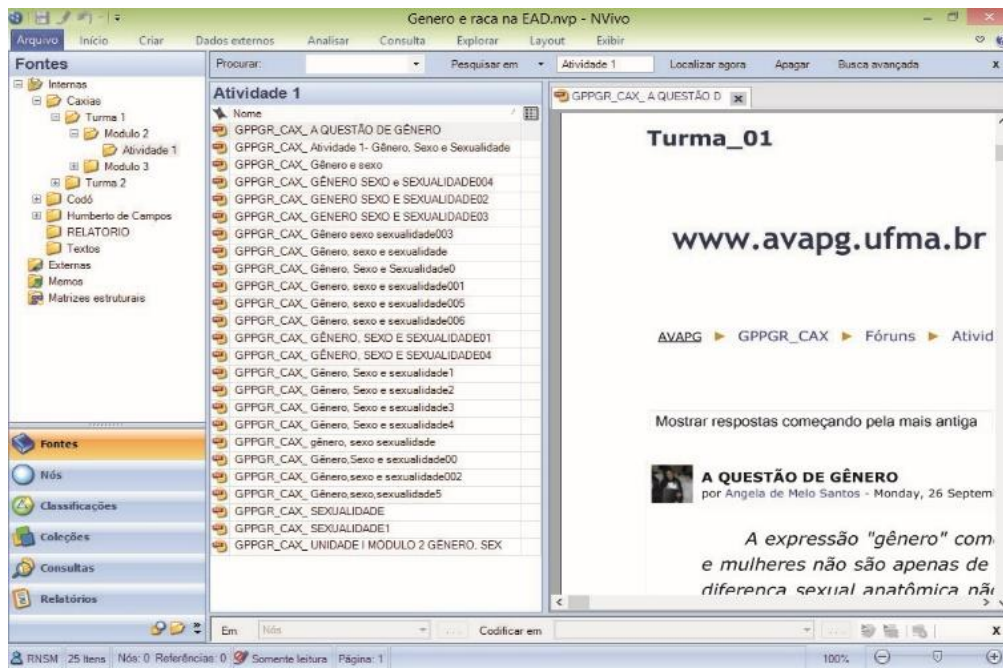 Genero e raca na EAD.nvp - NVivo
Arquivo Início Criar Dados externos Analisar Consulta Explorar Layout Exibir
Fontes
Procurar: Pesquisar em Atividade 1 Localizar agora Apagar Busca avançada x
Internas
Caxias
Turma 1
Modulo 2
Atividade 1
Modulo 3
Turma 2
Codó
Humberto de Campos
RELATORIO
Textos
Externas
Memos
Matrizes estruturais
Fontes
Nós
Classificações
Coleções
Consultas
Relatórios
Atividade 1
Nome
GPPGR_CAX_ A QUESTÃO DE GÊNERO
GPPGR_CAX_ Atividade 1- Gênero, Sexo e Sexualidade
GPPGR_CAX_ Gênero e sexo
GPPGR_CAX_ GÊNERO SEXO e SEXUALIDADE004
GPPGR_CAX_ GENERO SEXO E SEXUALIDADE02
GPPGR_CAX_ GENERO SEXO E SEXUALIDADE03
GPPGR_CAX_ Gênero sexo sexualidade003
GPPGR_CAX_ Gênero, sexo e sexualidade
GPPGR_CAX_ Gênero, Sexo e Sexualidade0
GPPGR_CAX_ Genero, sexo e sexualidade001
GPPGR_CAX_ Gênero, sexo e sexualidade005
GPPGR_CAX_ Gênero, sexo e sexualidade006
GPPGR_CAX_ GÊNERO, SEXO E SEXUALIDADE01
GPPGR_CAX_ GÊNERO, SEXO E SEXUALIDADE04
GPPGR_CAX_ Gênero, Sexo e sexualidade1
GPPGR_CAX_ Gênero, Sexo e sexualidade2
GPPGR_CAX_ Gênero, Sexo e sexualidade3
GPPGR_CAX_ Gênero, Sexo e sexualidade4
GPPGR_CAX_ gênero, sexo sexualidade
GPPGR_CAX_ Gênero,Sexo e sexualidade00
GPPGR_CAX_ Gênero,sexo e sexualidade002
GPPGR_CAX_ Gênero,sexo,sexualidade5
GPPGR_CAX_ SEXUALIDADE
GPPGR_CAX_ SEXUALIDADE1
GPPGR_CAX_ UNIDADE I MÓDULO 2 GÊNERO. SEX
GPPGR_CAX_ A QUESTÃO D
Turma_01
www.avapg.ufma.br
AVAPG ► GPPGR_CAX ► Fóruns ► Ativid
Mostrar respostas começando pela mais antiga
A QUESTÃO DE GÊNERO
por Angela de Melo Santos - Monday, 26 Septem
A expressão "gênero" com
e mulheres não são apenas de
diferença sexual anatômica nã
Em Nós ... Codificar em ... x
RNSM 25 Itens Nós: 0 Referências: 0 Somente leitura Página: 1 100%